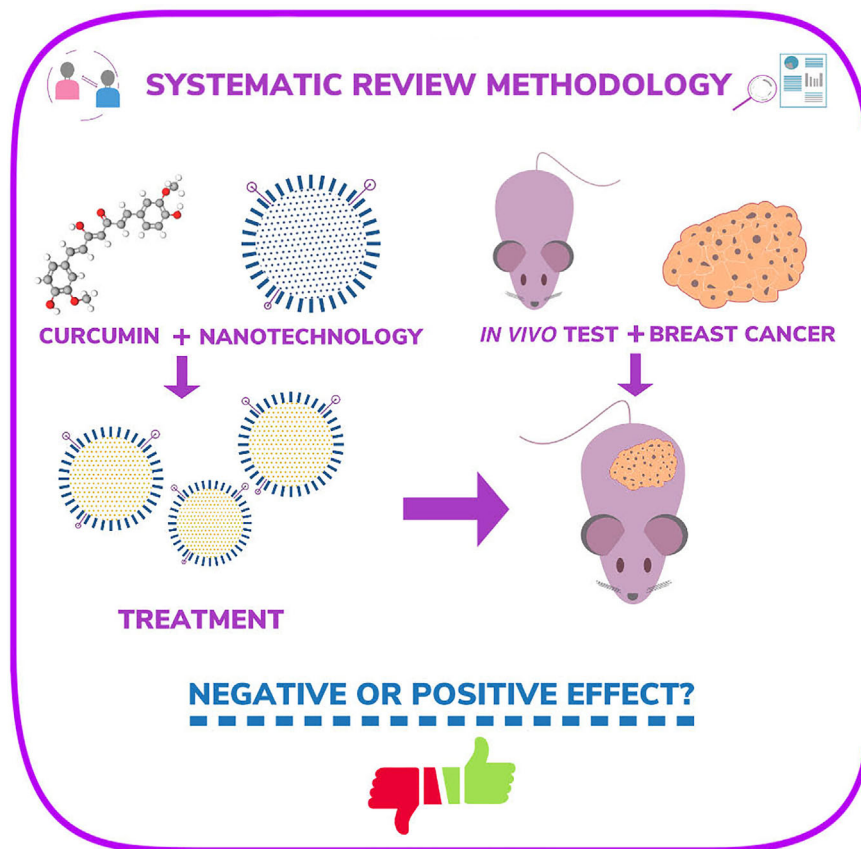 SYSTEMATIC REVIEW METHODOLOGY
CURCUMIN + NANOTECHNOLOGY
IN VIVO TEST + BREAST CANCER
TREATMENT
NEGATIVE OR POSITIVE EFFECT?